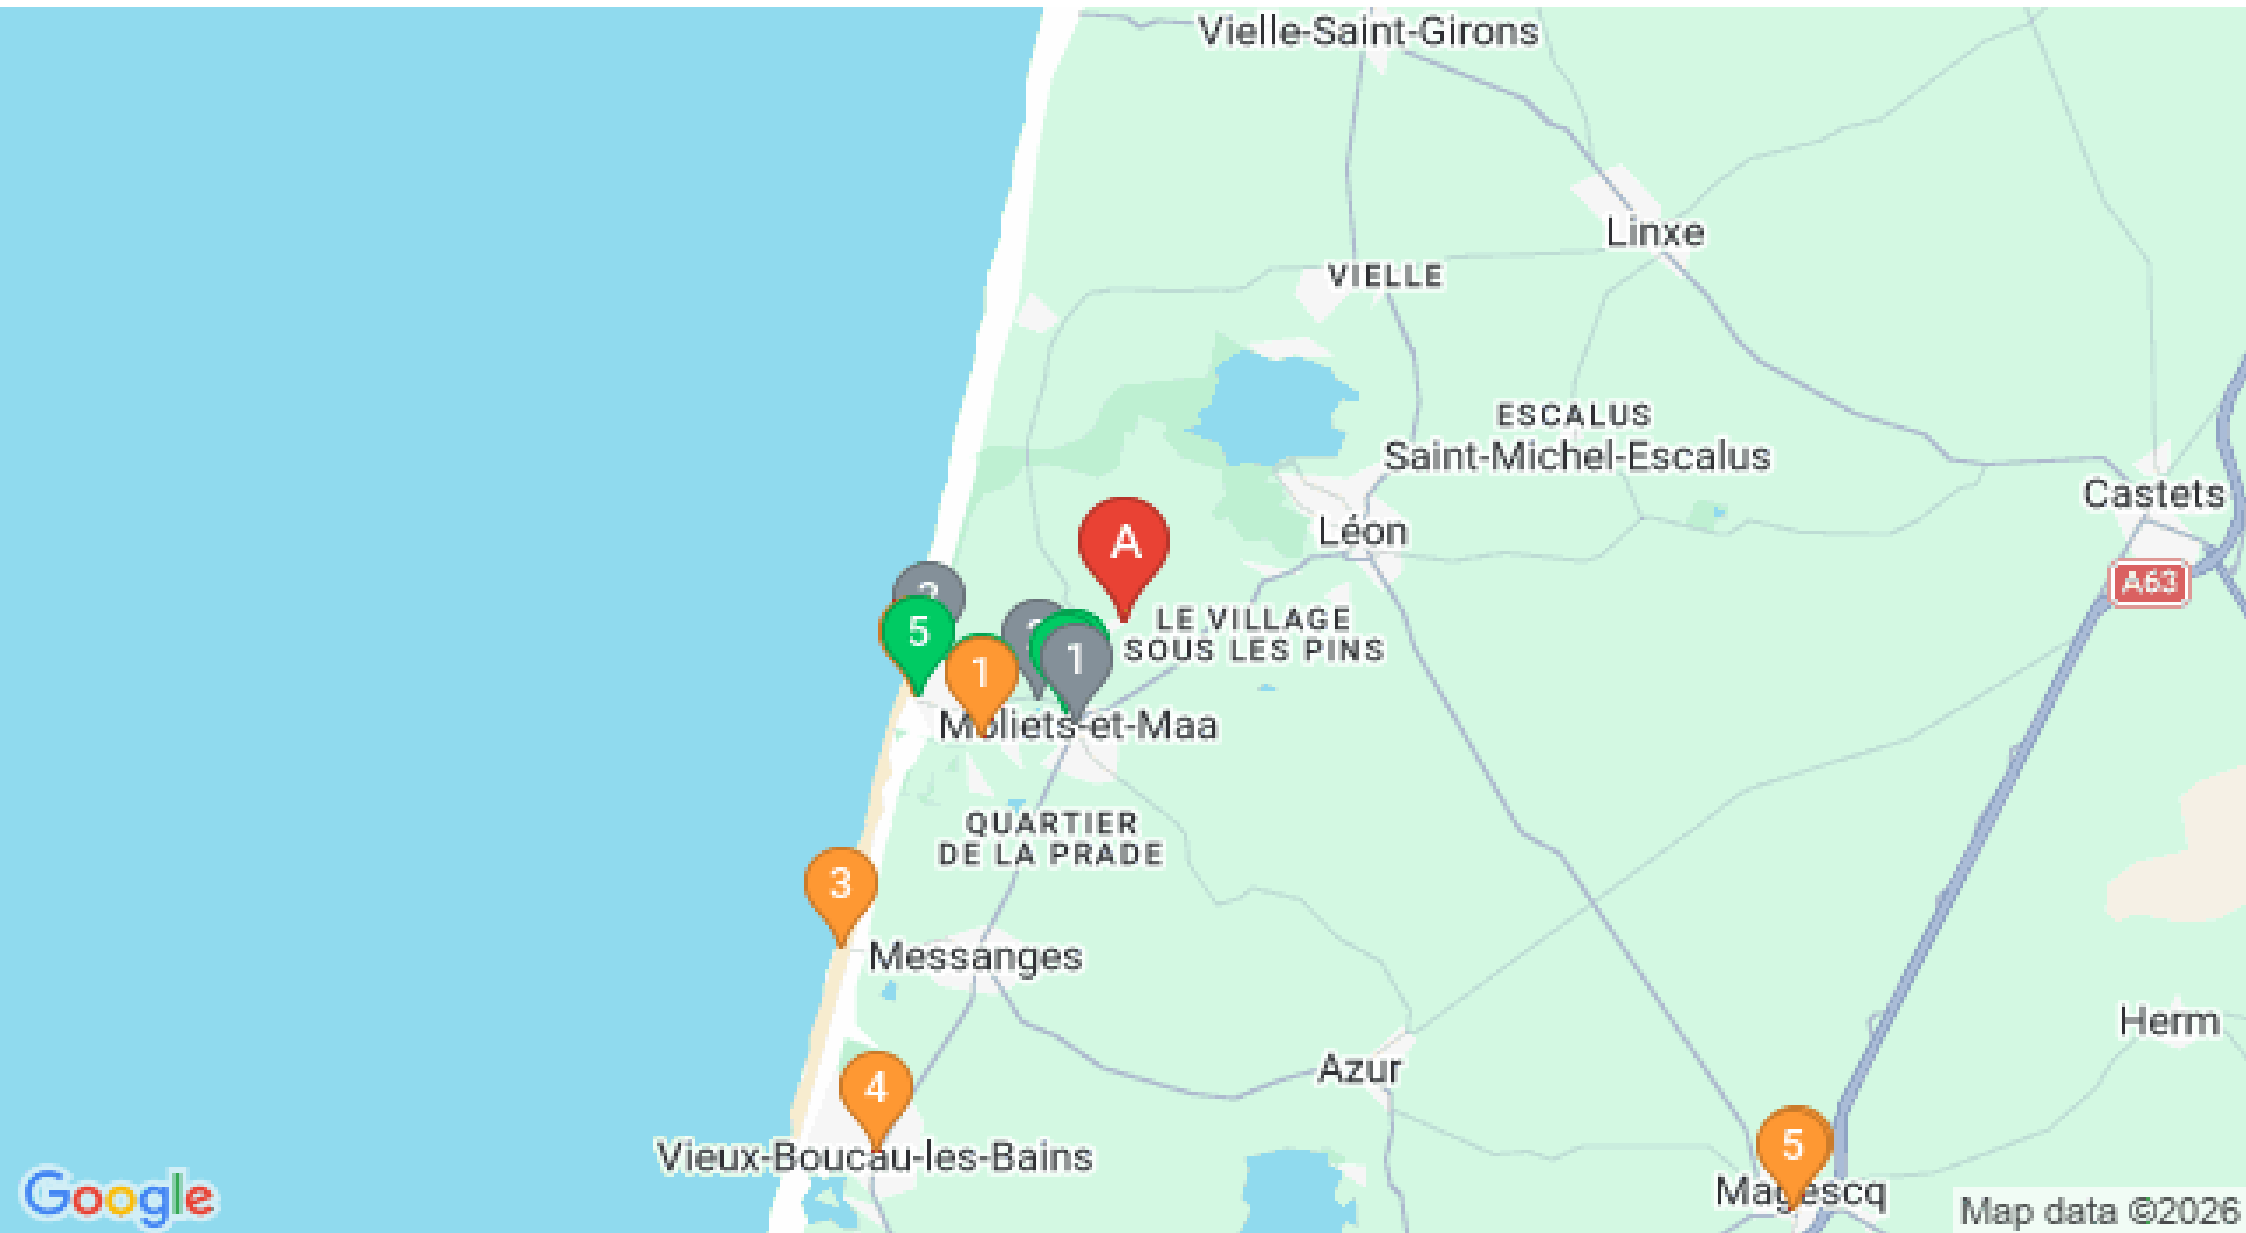 Vielle-Saint-Girons
Linxe
VIELLE
ESCALUS
Saint-Michel-Escalus
Castets
Léon
A
A63
5
1
1
LE VILLAGE
SOUS LES PINS
Moliets-et-Maa
QUARTIER
DE LA PRADE
3
Messanges
Herm
Azur
4
5
Vieux-Boucau-les-Bains
Magescq
Google
Map data ©2026